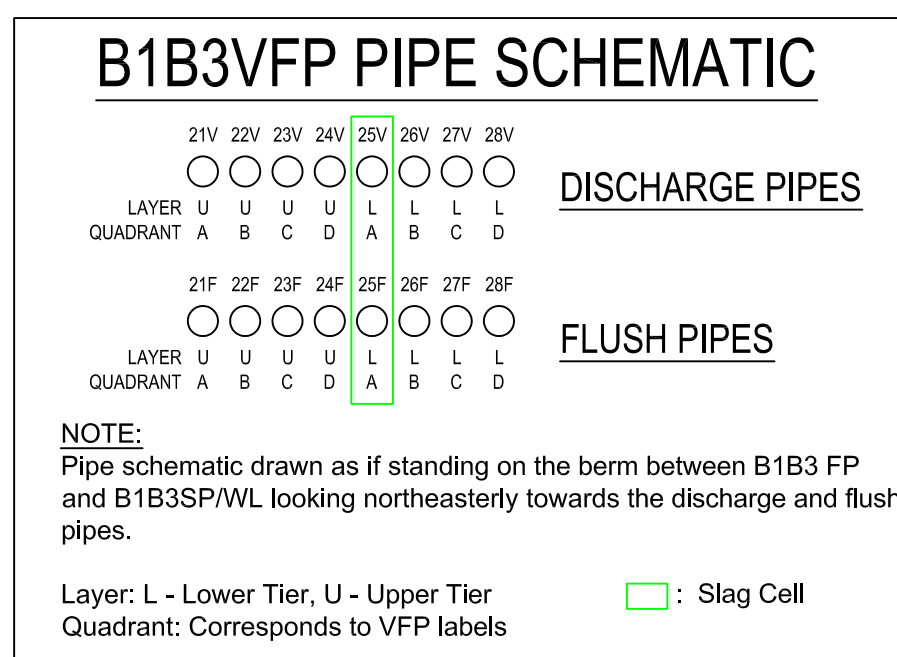 B1B3VFP PIPE SCHEMATIC
21V 22V 23V 24V 25V 26V 27V 28V
DISCHARGE PIPES
LAYER U U U U L L L L
QUADRANT A B C D A B C D
21F 22F 23F 24F 25F 26F 27F 28F
FLUSH PIPES
LAYER U U U U L L L L
QUADRANT A B C D A B C D
NOTE:
Pipe schematic drawn as if standing on the berm between B1B3 FP
and B1B3SP/WL looking northeasterly towards the discharge and flush
pipes.
Layer: L - Lower Tier, U - Upper Tier
: Slag Cell
Quadrant: Corresponds to VFP labels